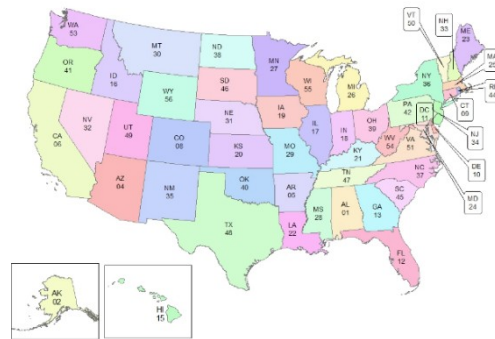 WA
53
OR
41
CA
06
NV
32
ID
16
MT
30
WY
56
UT
49
AZ
04
CO
08
NM
35
ND
38
SD
46
NE
31
KS
20
OK
40
TX
48
MN
27
IA
19
MO
29
AR
05
LA
22
WI
55
IL
17
MI
26
IN
18
OH
39
KY
21
TN
47
MS
28
AL
01
GA
13
FL
12
SC
45
NC
37
VA
51
WV
54
PA
42
NY
36
VT
50
NH
33
ME
23
MA
25
RI
44
CT
09
NJ
34
DE
10
MD
24
DC
11
AK
02
HI
15